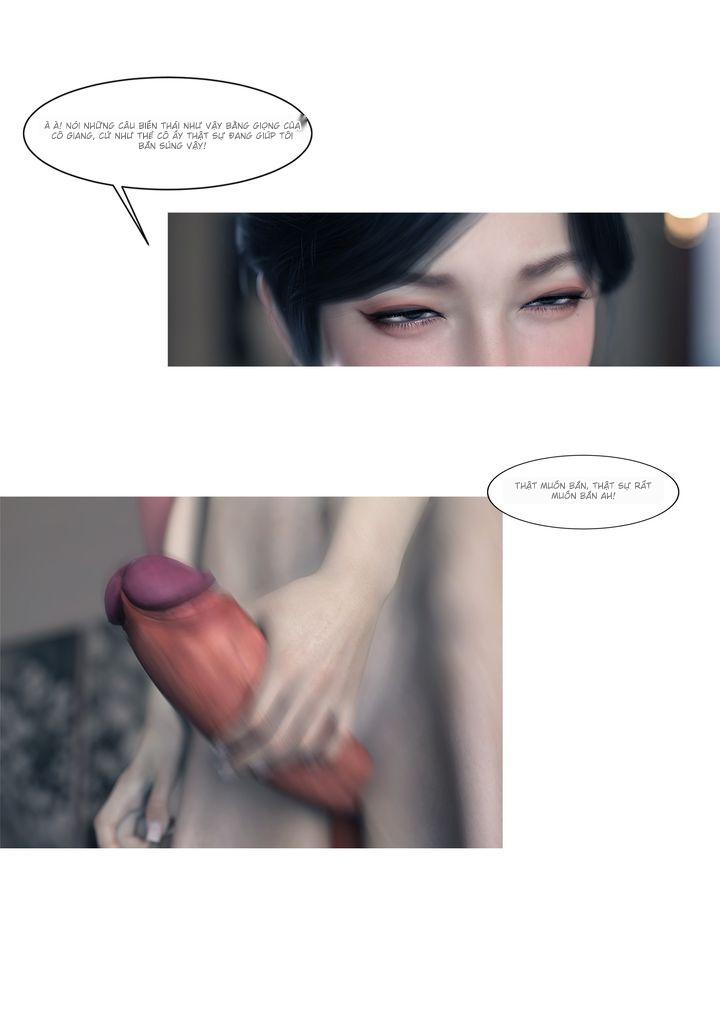 À À! NÓI NHỮNG CÂU BIẾN THÁI NHƯ VẬY BẰNG GIỌNG CỦA
CÔ GIANG, CỨ NHƯ THỂ CÔ ẤY THẬT SỰ ĐANG GIÚP TÔI
BẮN SÚNG VẬY!
THẬT MUỐN BẮN, THẬT SỰ RẤT
MUỐN BẮN AH!